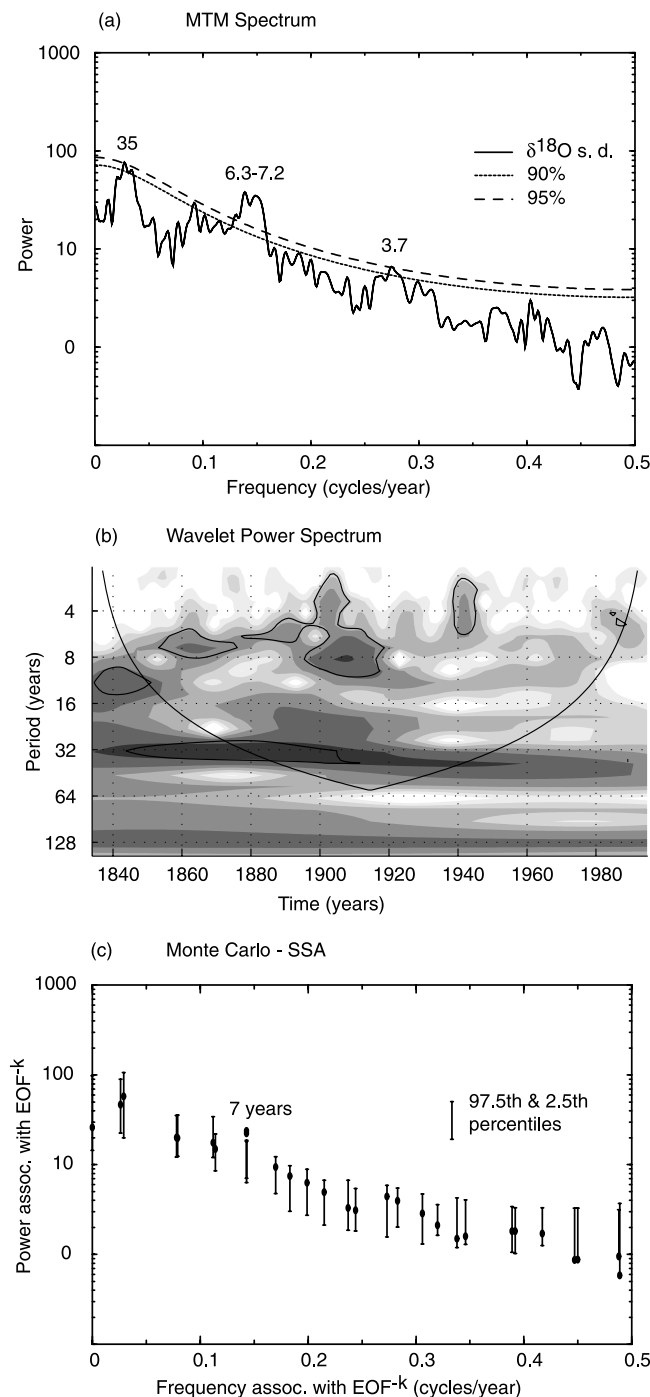 (a) MTM Spectrum
1000
100
10
0
Power
35
6.3-7.2
3.7
δ18O s. d.
90%
95%
0 0.1 0.2 0.3 0.4 0.5
Frequency (cycles/year)
(b) Wavelet Power Spectrum
4
8
16
32
64
128
Period (years)
1840 1860 1880 1900 1920 1940 1960 1980
Time (years)
(c) Monte Carlo - SSA
1000
100
10
0
Power assoc. with EOF-k
7 years
97.5th & 2.5th
percentiles
0 0.1 0.2 0.3 0.4 0.5
Frequency assoc. with EOF-k (cycles/year)